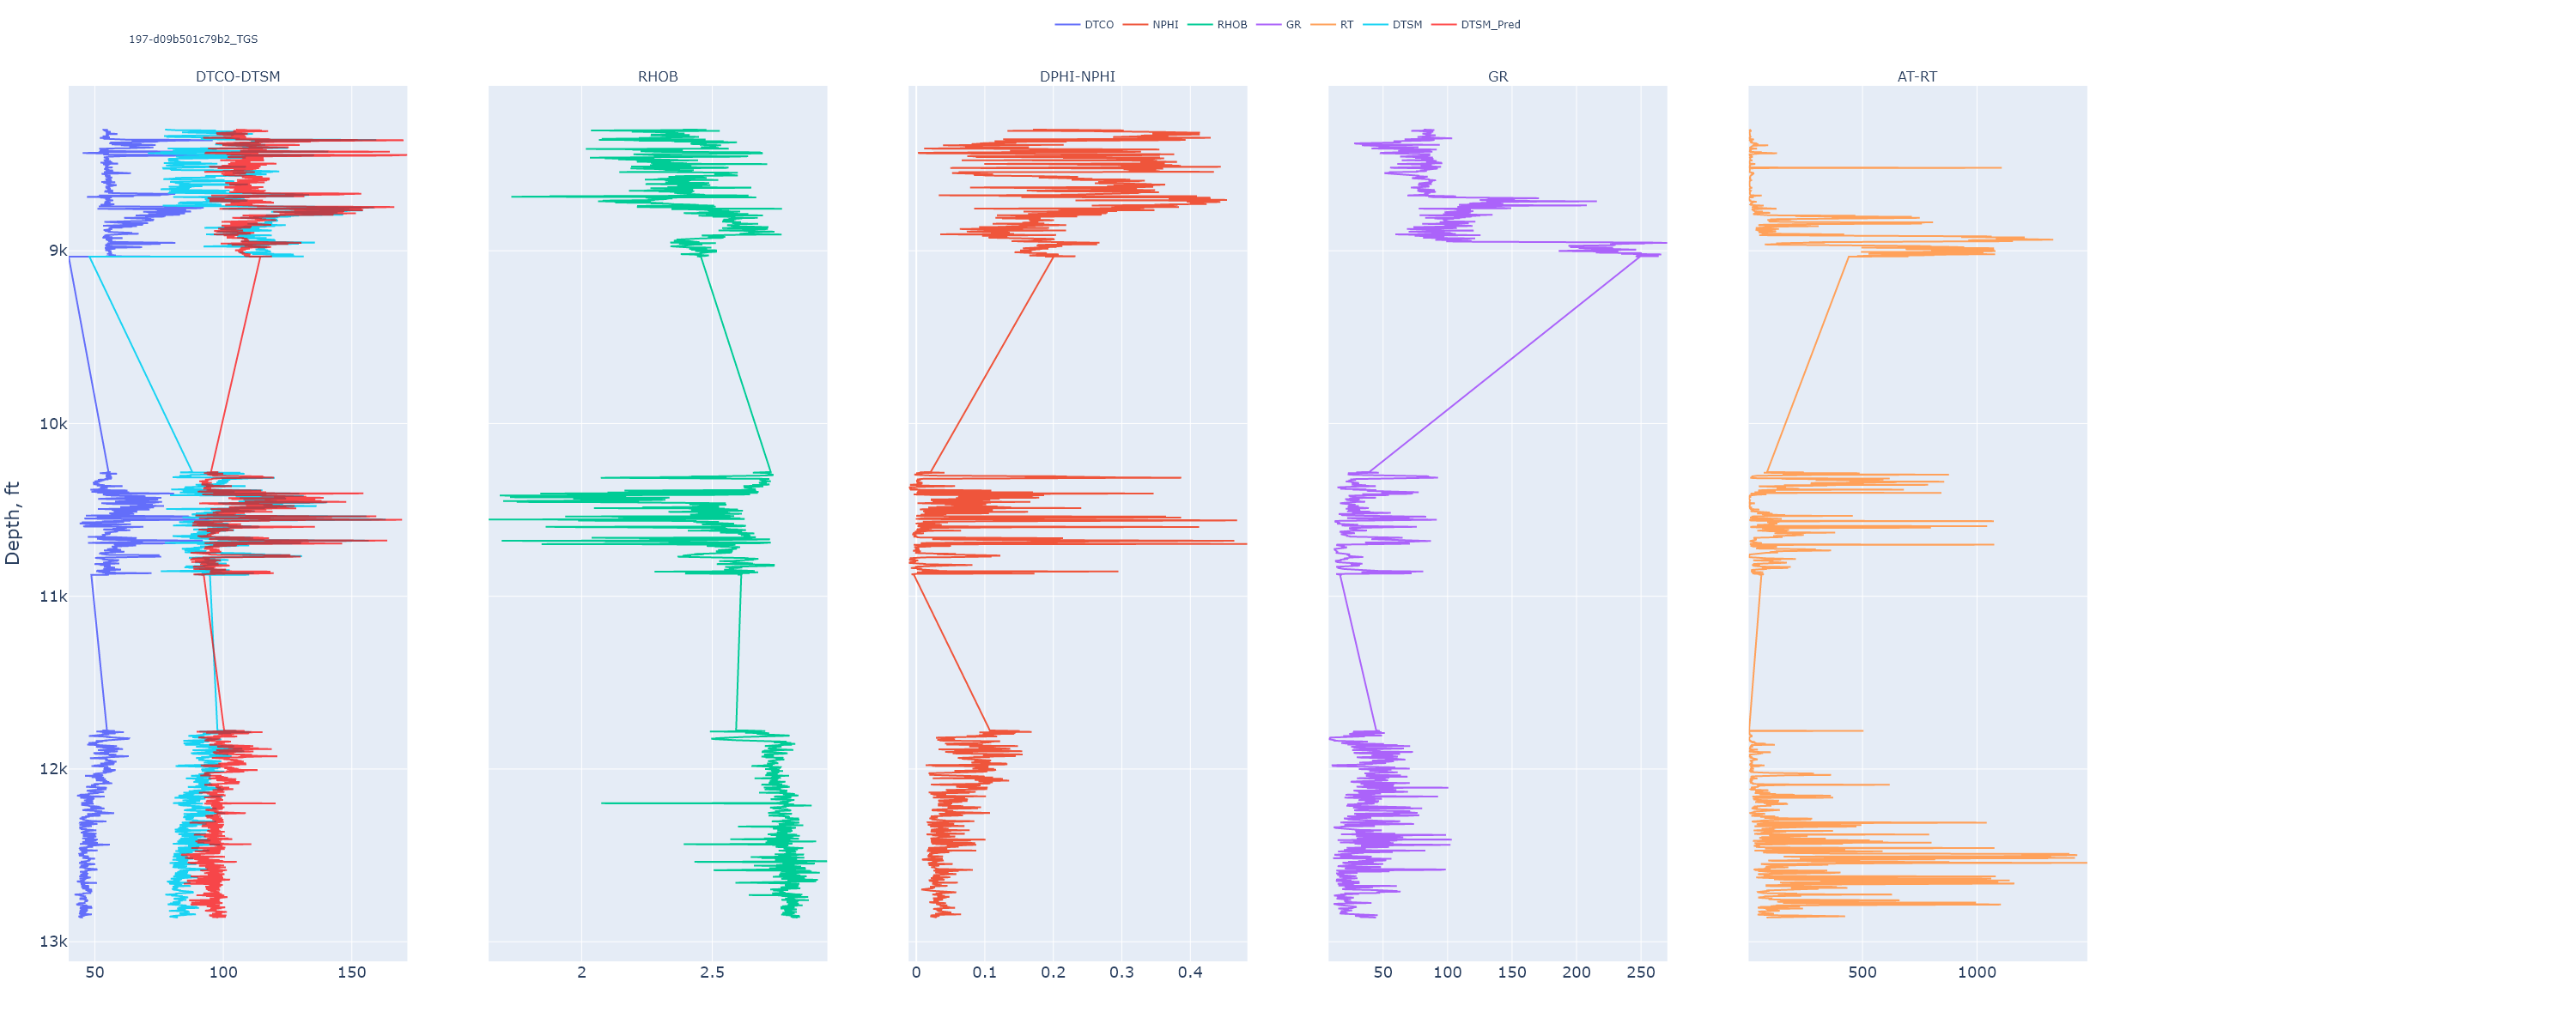 DTCO NPHI RHOB GR RT DTSM DTSM_Pred
197-d09b501c79b2_TGS
DTCO-DTSM RHOB DPHI-NPHI GR AT-RT
Depth, ft
9k
10k
11k
12k
13k
50 100 150 2 2.5 0 0.1 0.2 0.3 0.4 50 100 150 200 250 500 1000